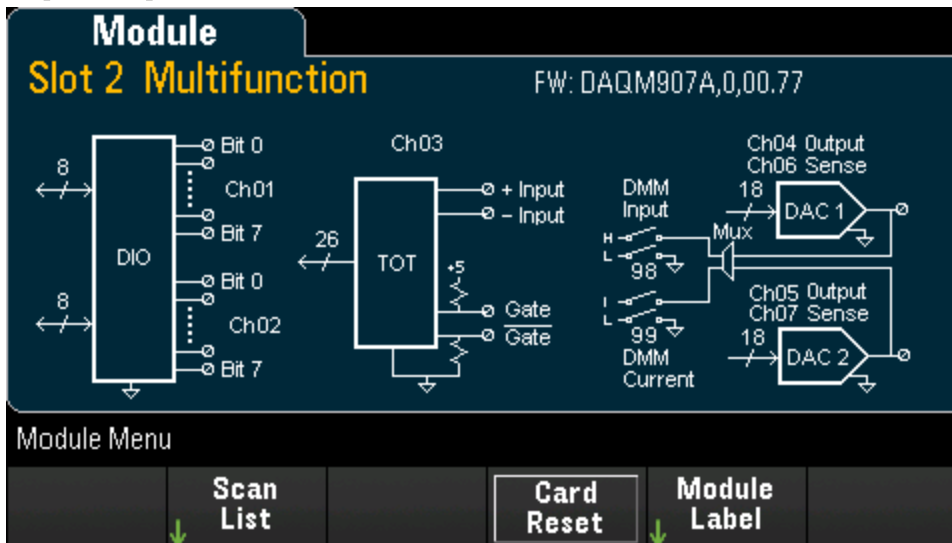 Module
Slot 2 Multifunction
FW: DAQM907A,0,00.77
8
DIO
8
Bit 0
Ch01
Bit 7
Bit 0
Ch02
Bit 7
Ch03
26
TOT
+ Input
- Input
+5
Gate
Gate
DMM
Input
H
L
98
I
L
99
DMM
Current
Mux
Ch04 Output
Ch06 Sense
18
DAC 1
Ch05 Output
Ch07 Sense
18
DAC 2
Module Menu
Scan
List
Card
Reset
Module
Label